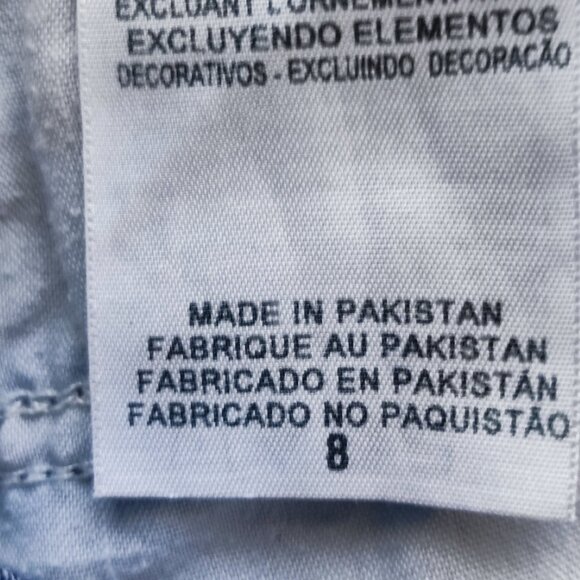 EXCLUANT L'ORNEMENT
EXCLUYENDO ELEMENTOS
DECORATIVOS - EXCLUINDO DECORAÇÃO
MADE IN PAKISTAN
FABRIQUE AU PAKISTAN
FABRICADO EN PAKISTÁN
FABRICADO NO PAQUISTÃO
8